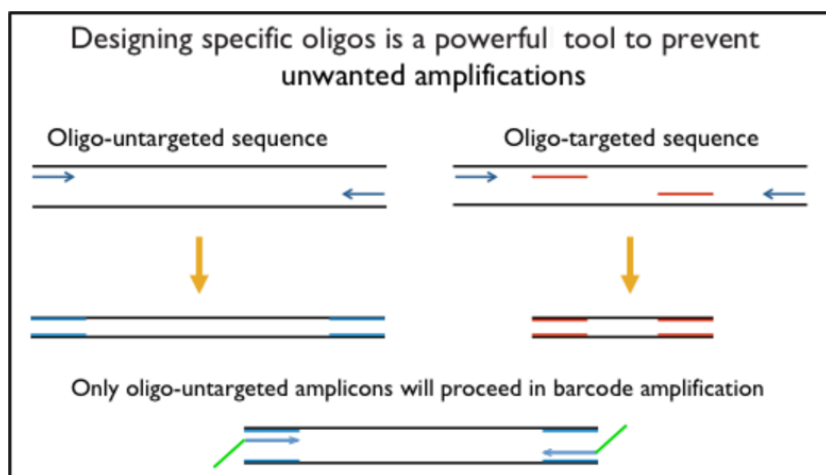 Designing specific oligos is a powerful tool to prevent
unwanted amplifications
Oligo-untargeted sequence
Oligo-targeted sequence
Only oligo-untargeted amplicons will proceed in barcode amplification